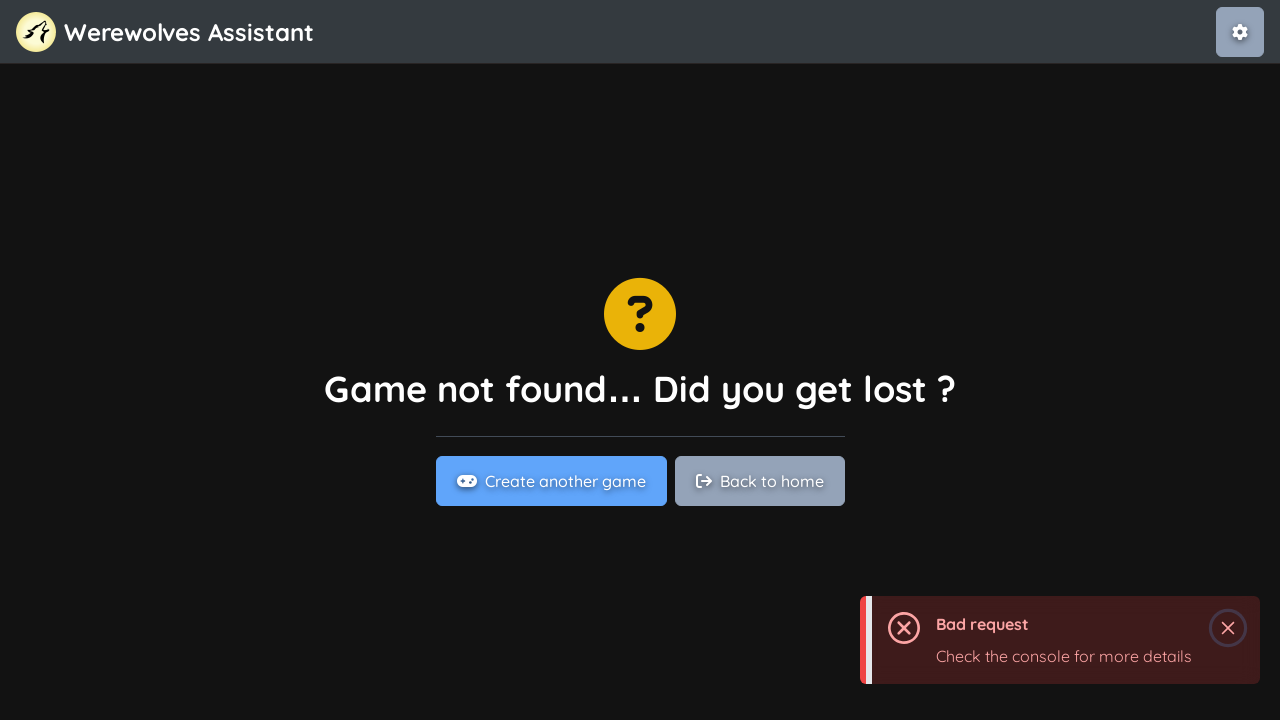 Werewolves Assistant
Game not found... Did you get lost ?
Create another game
Back to home
Bad request
Check the console for more details